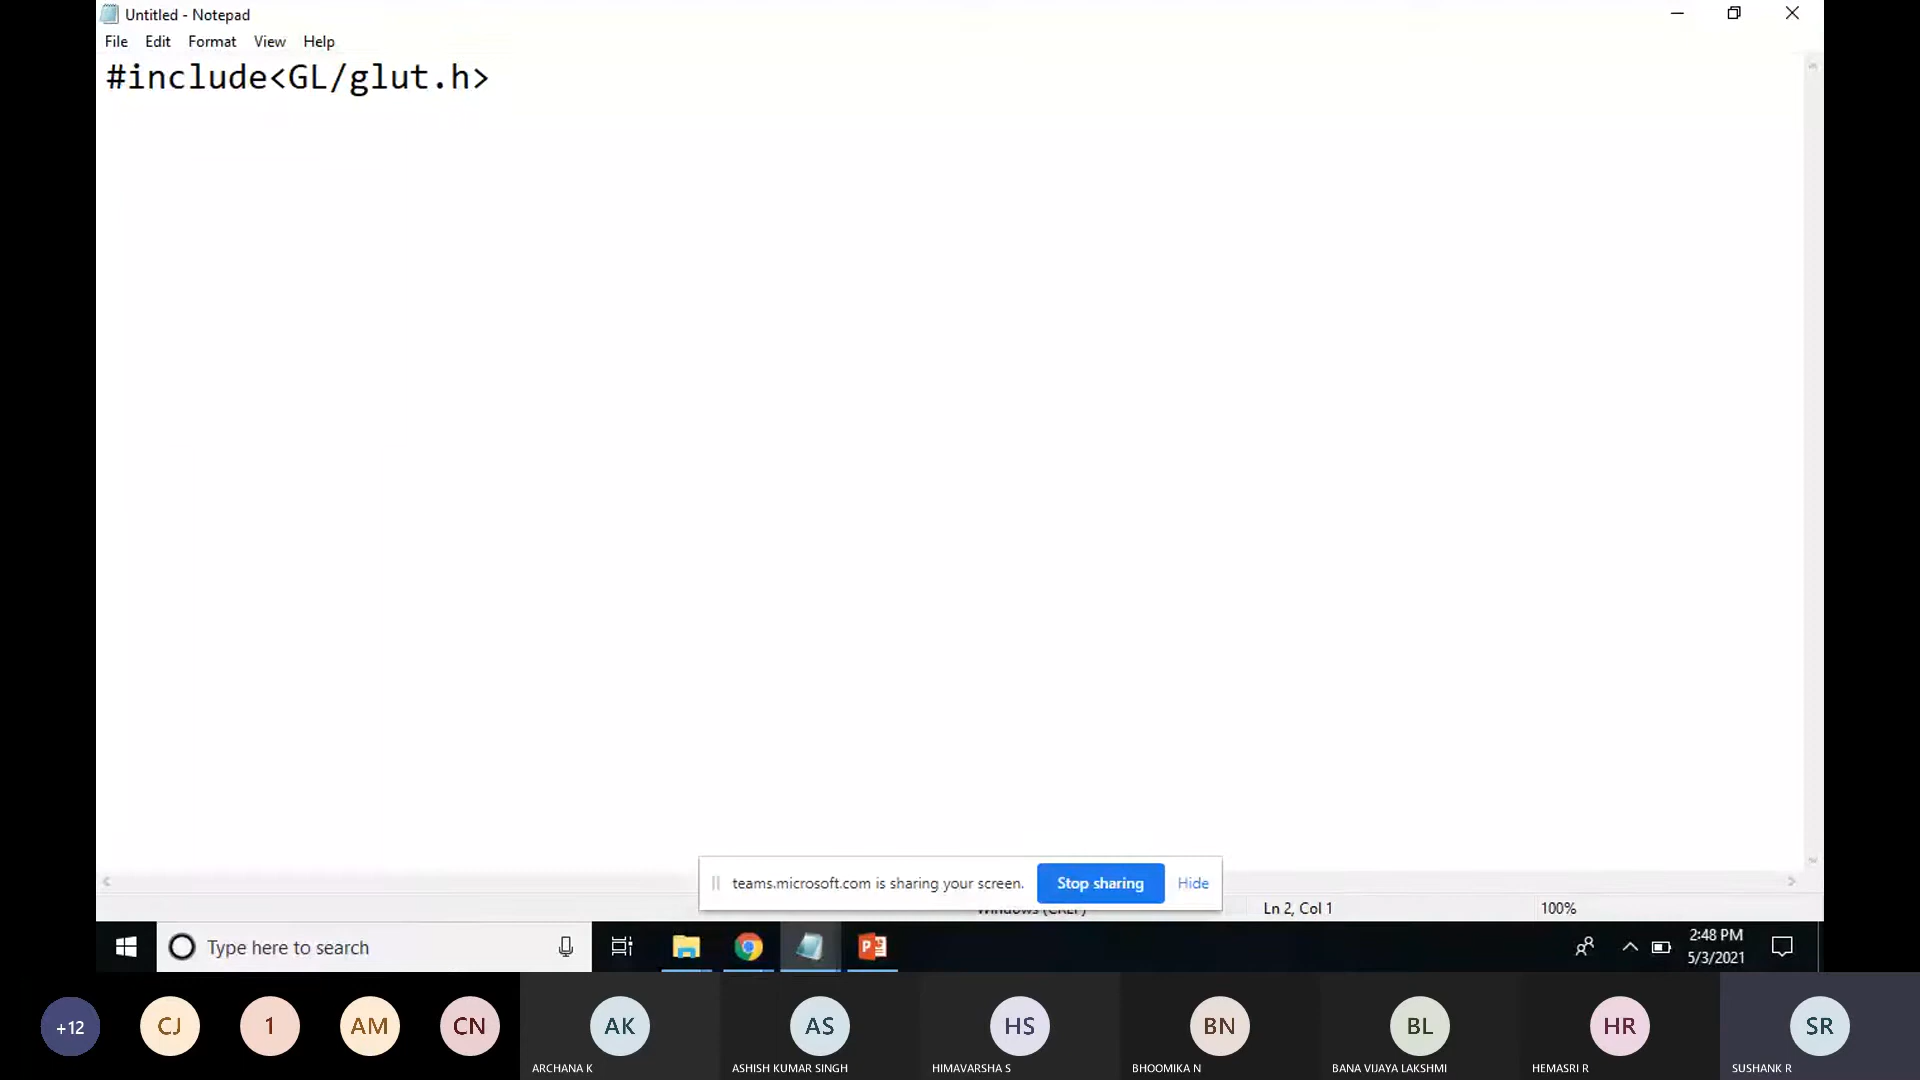 Untitled - Notepad
File Edit Format View Help
#include<GL/glut.h>
teams.microsoft.com is sharing your screen. Stop sharing Hide
Windows (CRLF) Ln 2, Col 1 100%
Type here to search
2:48 PM
5/3/2021
+12 CJ 1 AM CN AK AS HS BN BL HR SR
ARCHANA K ASHISH KUMAR SINGH HIMAVARSHA S BHOOMIKA N BANA VIJAYA LAKSHMI HEMASRI R SUSHANK R